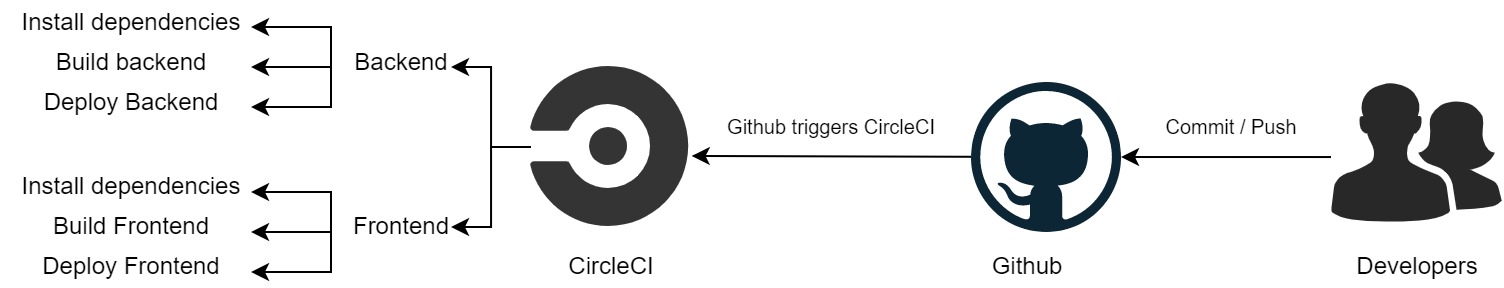 Install dependencies
Build backend
Deploy Backend
Backend
Install dependencies
Build Frontend
Deploy Frontend
Frontend
CircleCI
Github triggers CircleCI
Github
Commit / Push
Developers